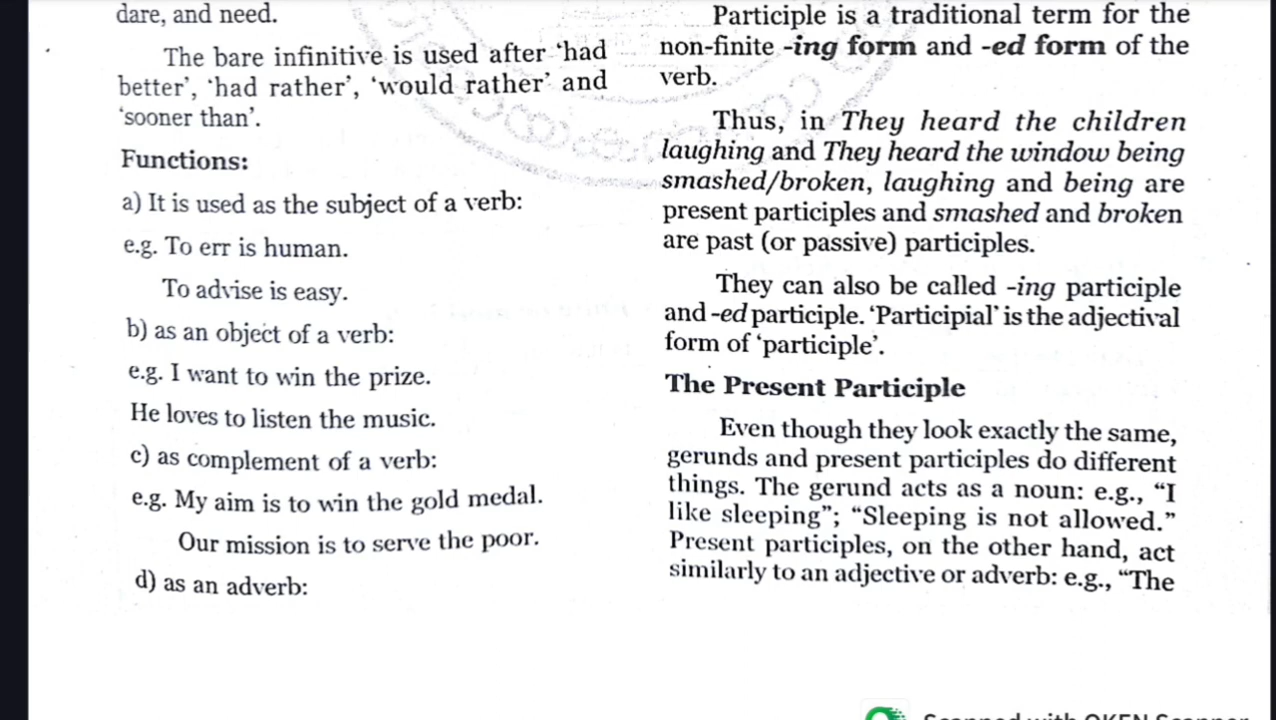 dare, and need.
The bare infinitive is used after ‘had
better’, ‘had rather’, ‘would rather’ and
‘sooner than’.
Functions:
a) It is used as the subject of a verb:
e.g. To err is human.
To advise is easy.
b) as an object of a verb:
e.g. I want to win the prize.
He loves to listen the music.
c) as complement of a verb:
e.g. My aim is to win the gold medal.
Our mission is to serve the poor.
d) as an adverb:
Participle is a traditional term for the
non-finite -ing form and -ed form of the
verb.
Thus, in They heard the children
laughing and They heard the window being
smashed/broken, laughing and being are
present participles and smashed and broken
are past (or passive) participles.
They can also be called -ing participle
and -ed participle. ‘Participial’ is the adjectival
form of ‘participle’.
The Present Participle
Even though they look exactly the same,
gerunds and present participles do different
things. The gerund acts as a noun: e.g., “I
like sleeping”; “Sleeping is not allowed.”
Present participles, on the other hand, act
similarly to an adjective or adverb: e.g., “The
Scanned with OKEN Scanner